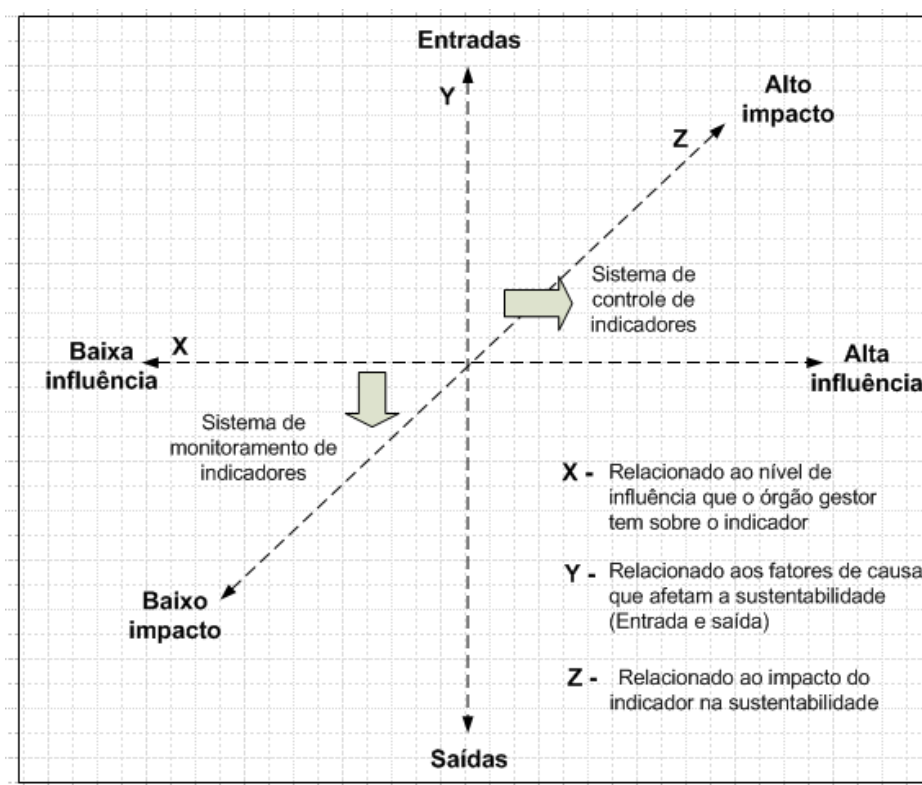 Entradas
Y
Alto
impacto
Z
Sistema de
controle de
indicadores
Baixa
influência
X
Alta
influência
Sistema de
monitoramento de
indicadores
X - Relacionado ao nível de
influência que o órgão gestor
tem sobre o indicador
Y - Relacionado aos fatores de causa
que afetam a sustentabilidade
(Entrada e saída)
Baixo
impacto
Z - Relacionado ao impacto do
indicador na sustentabilidade
Saídas